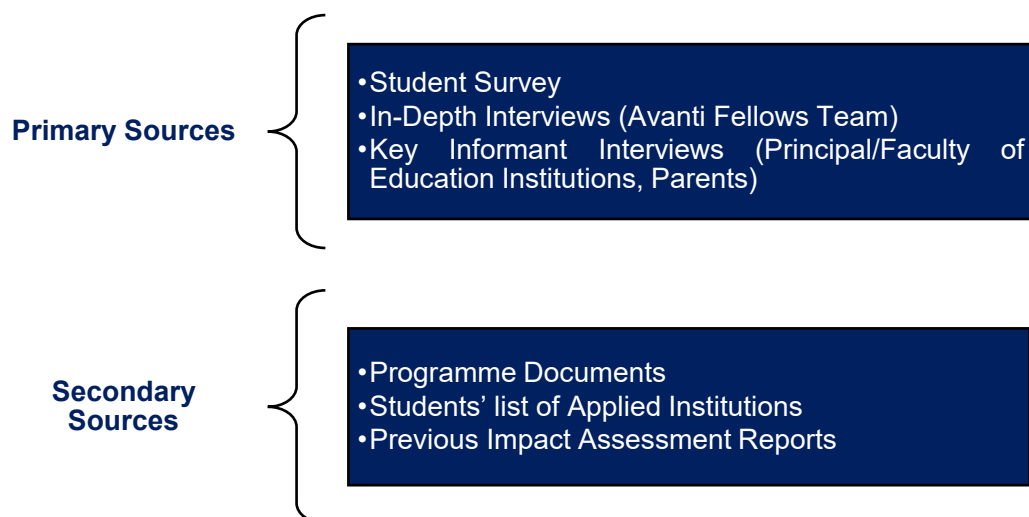 Primary Sources
•Student Survey
•In-Depth Interviews (Avanti Fellows Team)
•Key Informant Interviews (Principal/Faculty of
Education Institutions, Parents)
Secondary
Sources
•Programme Documents
•Students’ list of Applied Institutions
•Previous Impact Assessment Reports